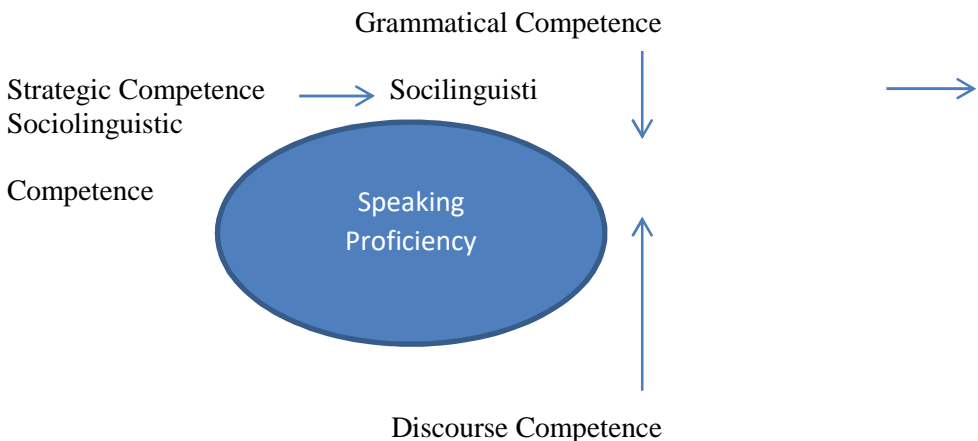 Grammatical Competence
Strategic Competence Socilinguisti
Sociolinguistic
Competence
Speaking
Proficiency
Discourse Competence